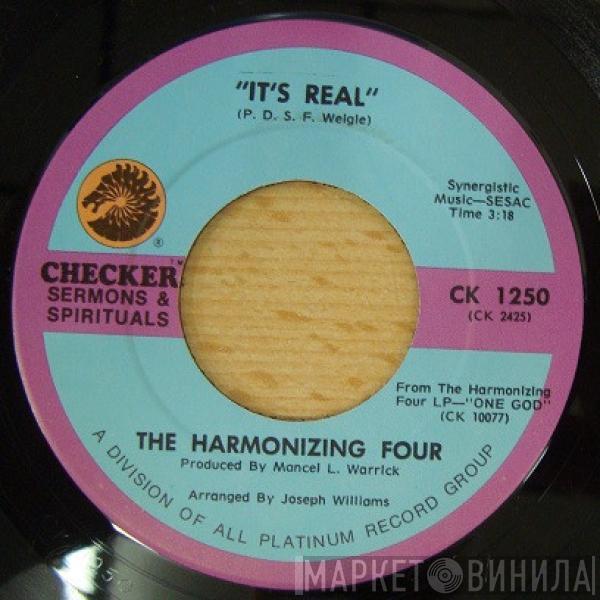 "IT'S REAL"
(P. D. S. F. Weigle)
Synergistic
Music—SESAC
Time 3:18
®
CHECKER™
SERMONS &
SPIRITUALS
CK 1250
(CK 2425)
From The Harmonizing
Four LP—"ONE GOD"
(CK 10077)
THE HARMONIZING FOUR
Produced By Mancel L. Warrick
Arranged By Joseph Williams
A DIVISION OF ALL PLATINUM RECORD GROUP
МАРКЕТ ВИНИЛА